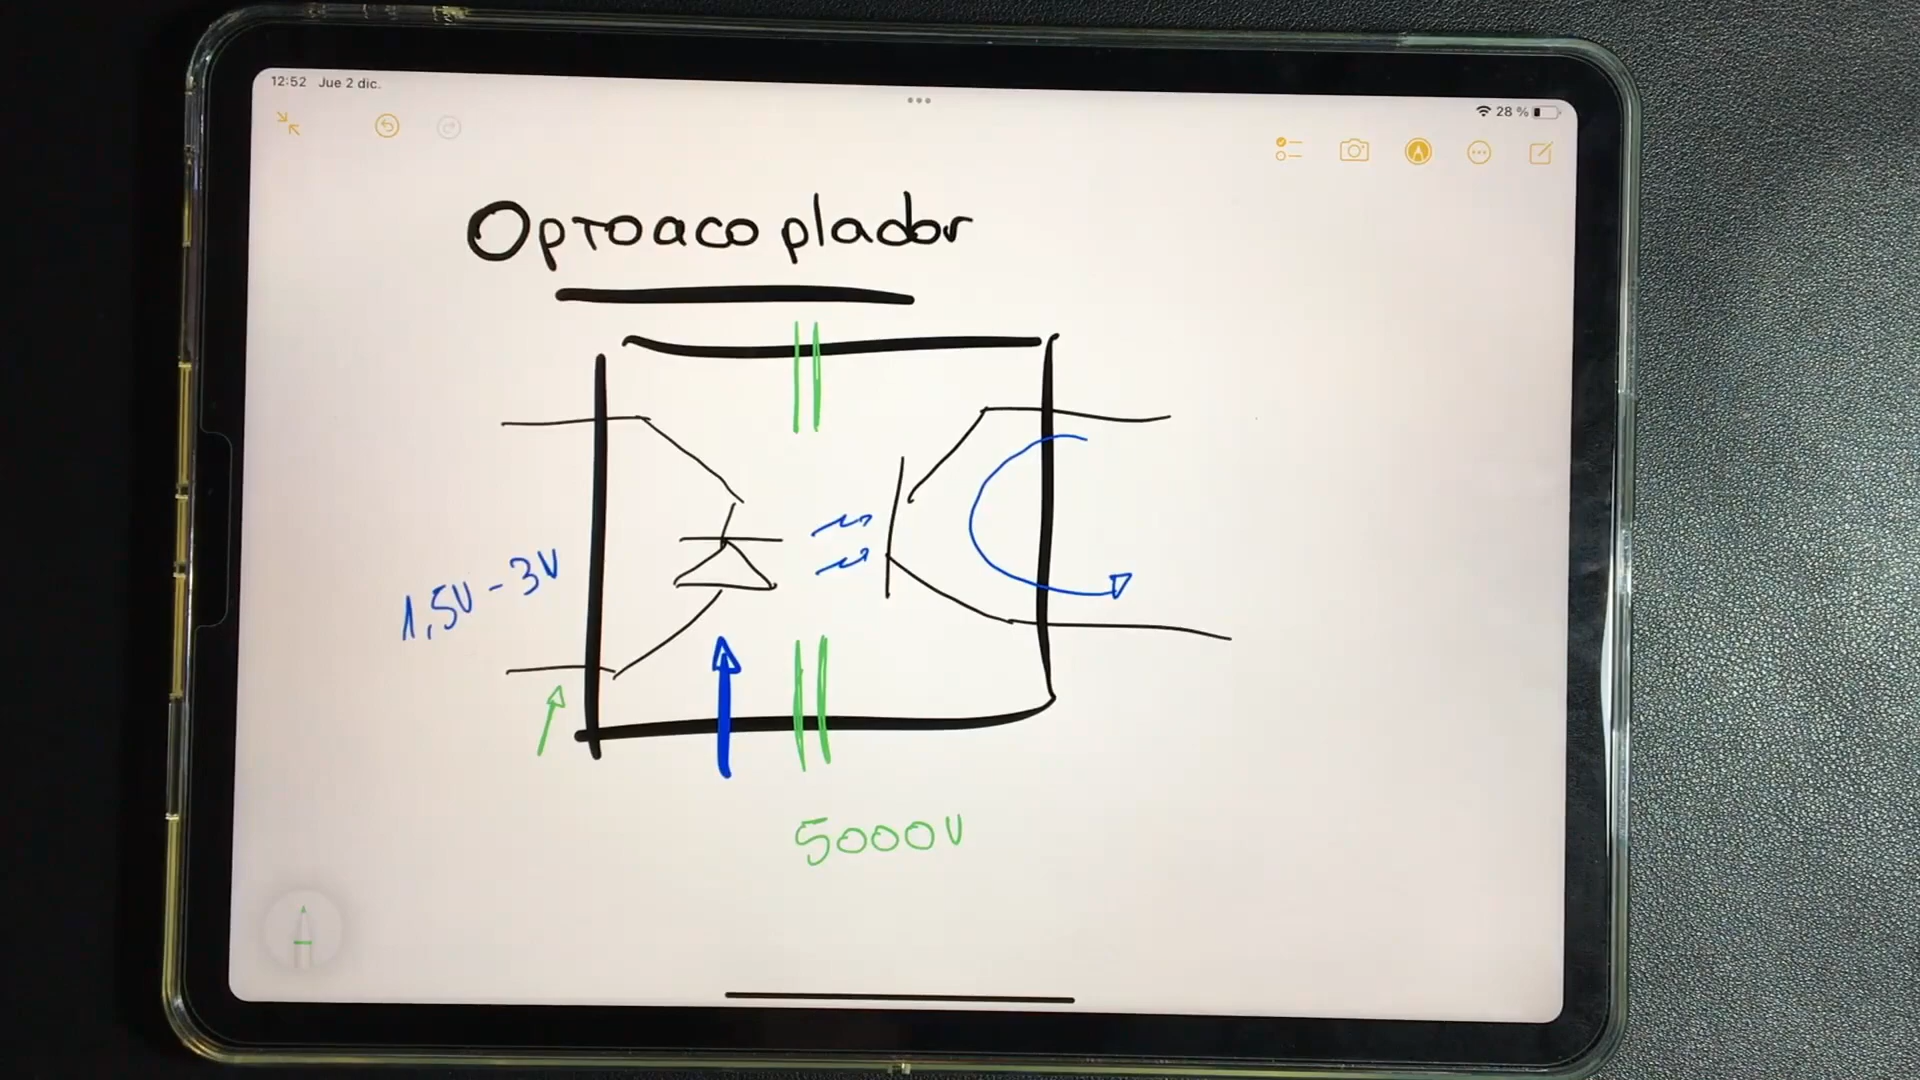 12:52 Jue 2 dic.
28 %
Optoacoplador
1,5V - 3V
5000V